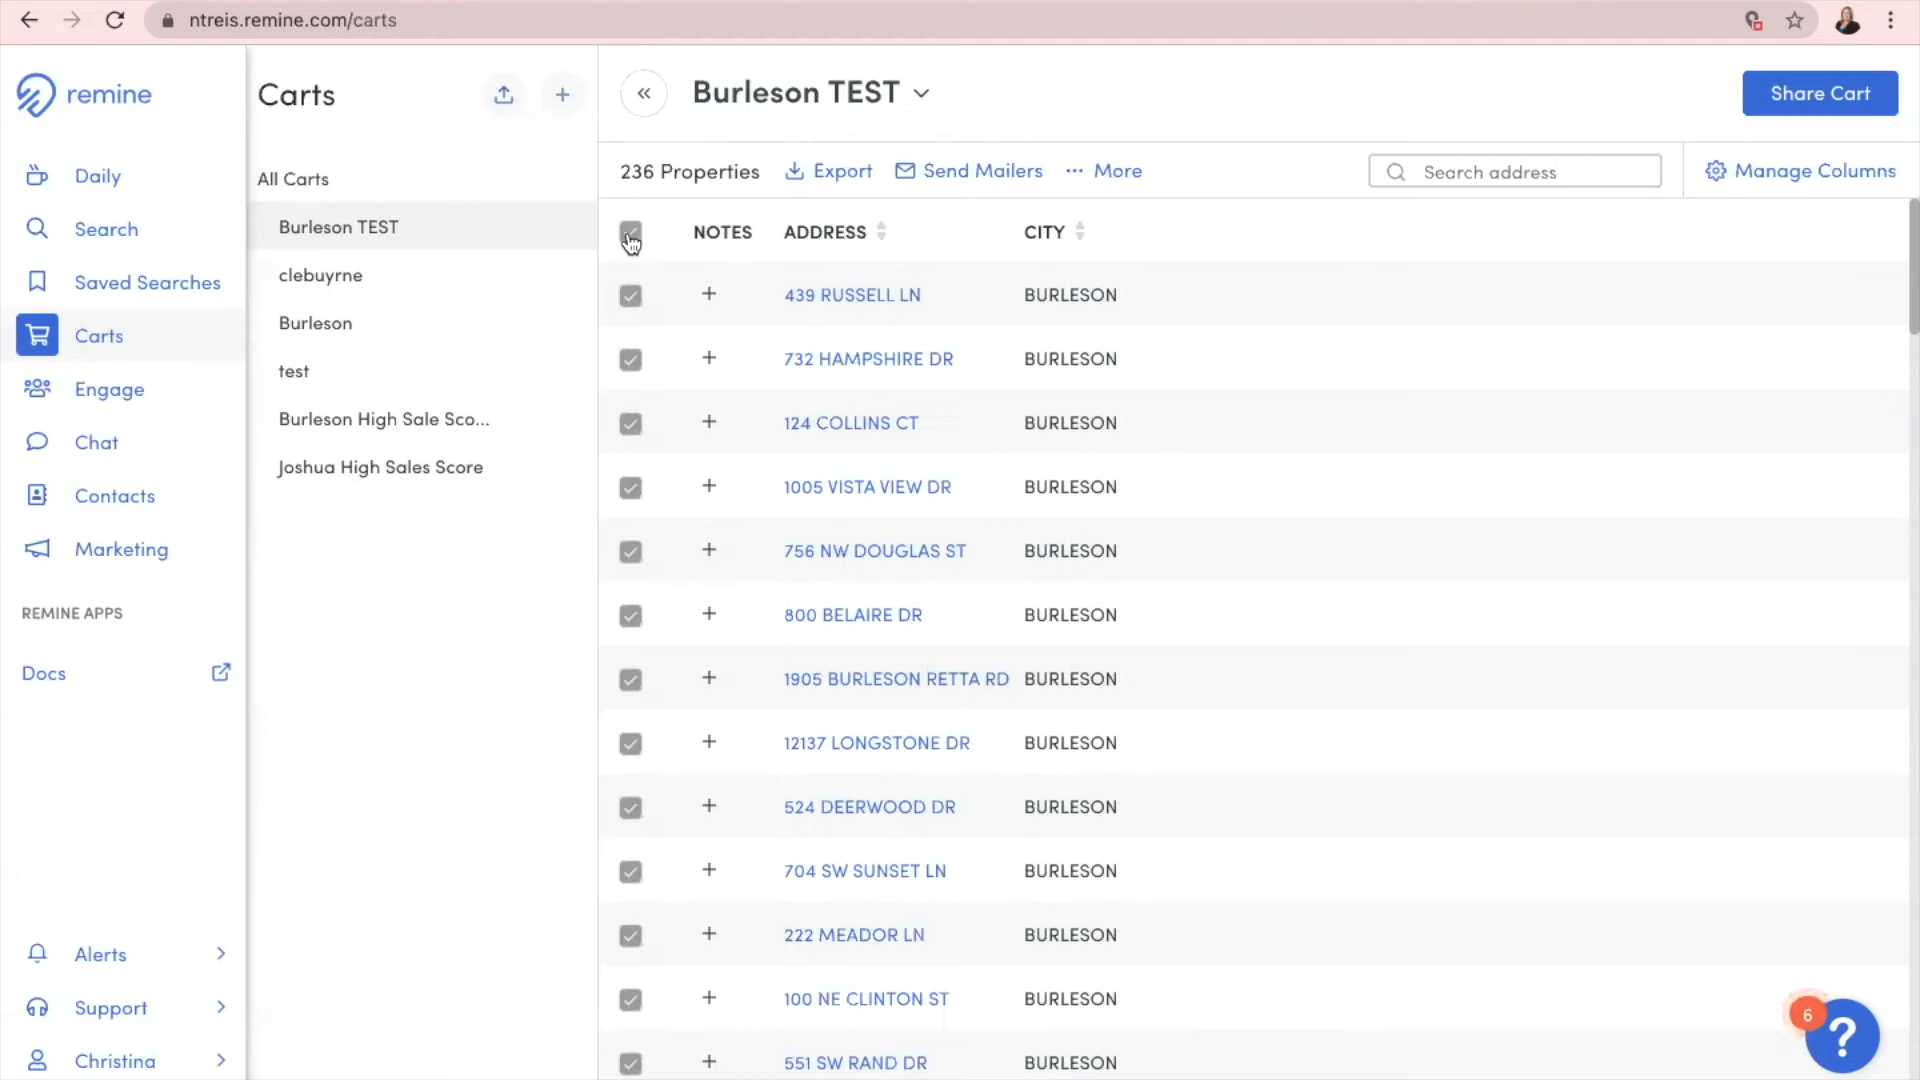 ntreis.remine.com/carts
remine
Daily
Search
Saved Searches
Carts
Engage
Chat
Contacts
Marketing
REMINE APPS
Docs
Alerts
Support
Christina
Carts
All Carts
Burleson TEST
clebuyrne
Burleson
test
Burleson High Sale Sco...
Joshua High Sales Score
Burleson TEST
Share Cart
236 Properties Export Send Mailers ... More Search address Manage Columns
NOTES ADDRESS CITY
439 RUSSELL LN BURLESON
732 HAMPSHIRE DR BURLESON
124 COLLINS CT BURLESON
1005 VISTA VIEW DR BURLESON
756 NW DOUGLAS ST BURLESON
800 BELAIRE DR BURLESON
1905 BURLESON RETTA RD BURLESON
12137 LONGSTONE DR BURLESON
524 DEERWOOD DR BURLESON
704 SW SUNSET LN BURLESON
222 MEADOR LN BURLESON
100 NE CLINTON ST BURLESON
551 SW RAND DR BURLESON
6
?